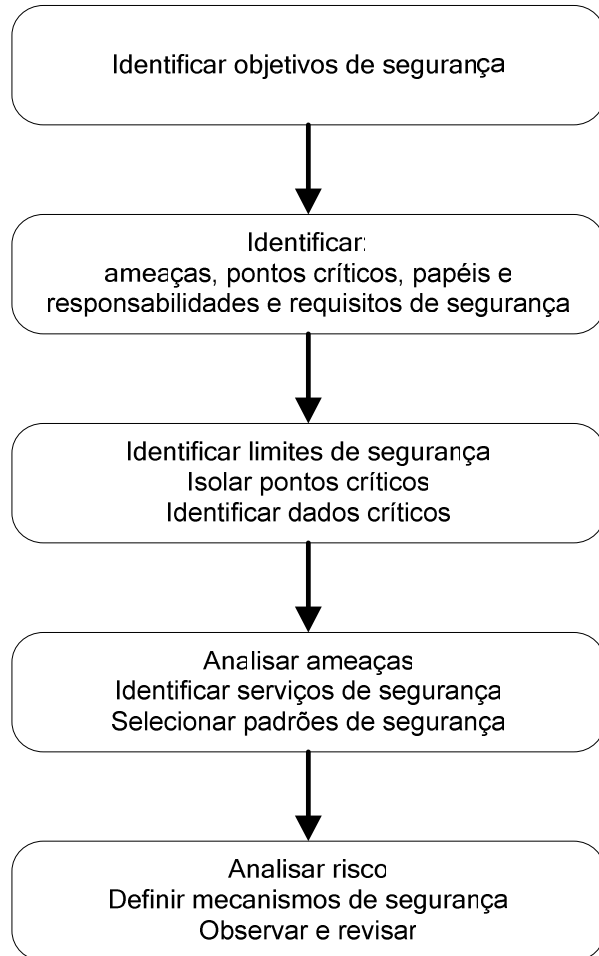 Identificar objetivos de segurança
Identificar:
ameaças, pontos críticos, papéis e
responsabilidades e requisitos de segurança
Identificar limites de segurança
Isolar pontos críticos
Identificar dados críticos
Analisar ameaças
Identificar serviços de segurança
Selecionar padrões de segurança
Analisar risco
Definir mecanismos de segurança
Observar e revisar